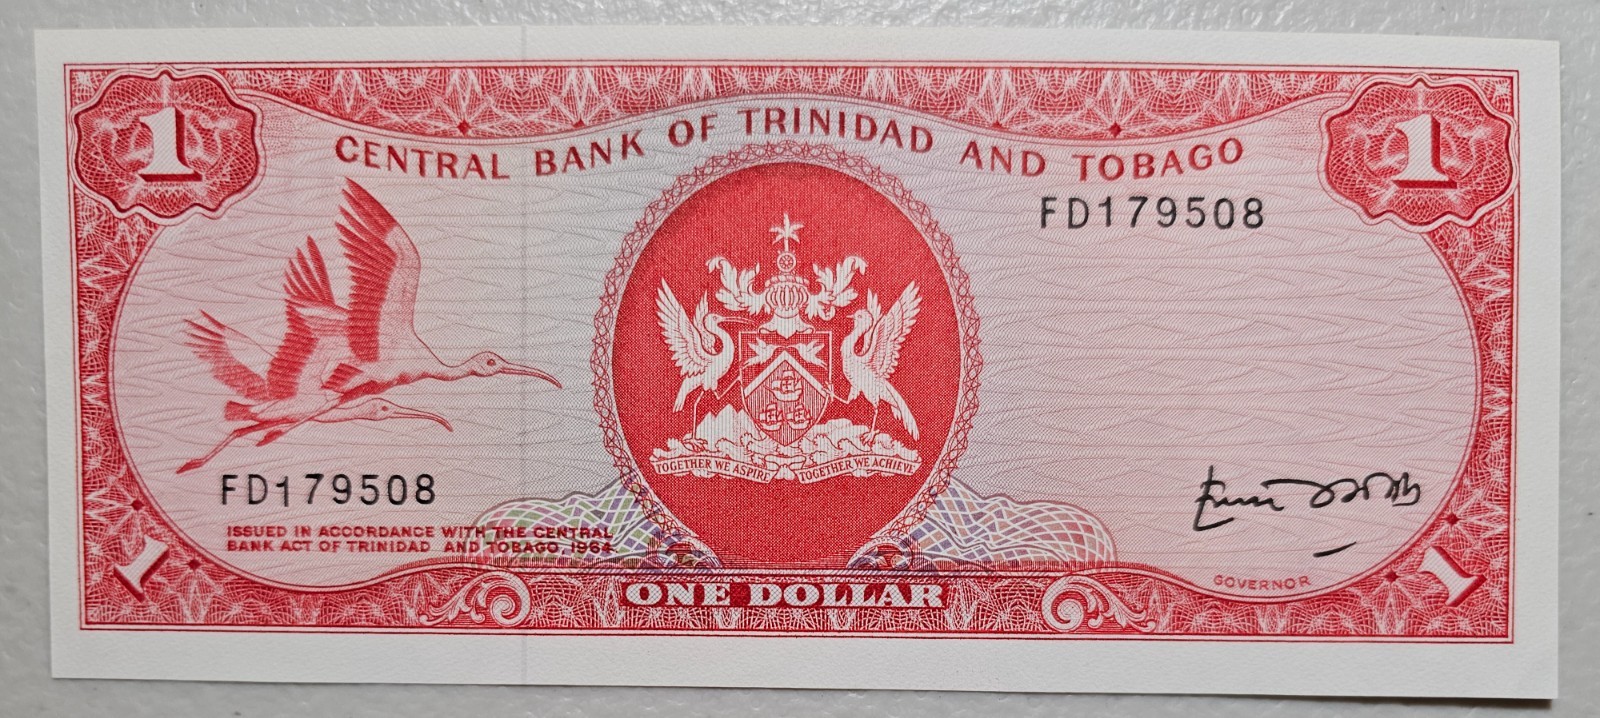 1
1
CENTRAL BANK OF TRINIDAD AND TOBAGO
FD179508
TOGETHER WE ASPIRE TOGETHER WE ACHIEVE
FD179508
ISSUED IN ACCORDANCE WITH THE CENTRAL
BANK ACT OF TRINIDAD AND TOBAGO, 1964
GOVERNOR
1
1
ONE DOLLAR